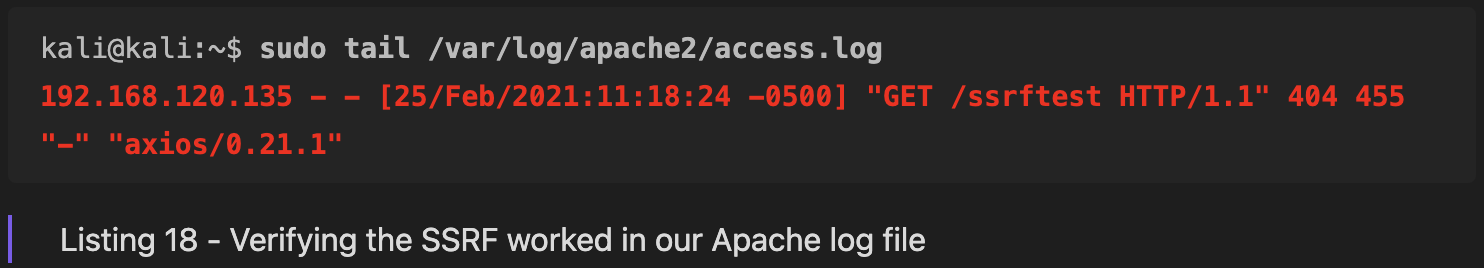 kali@kali:~$ sudo tail /var/log/apache2/access.log
192.168.120.135 - - [25/Feb/2021:11:18:24 -0500] "GET /ssrftest HTTP/1.1" 404 455
"-" "axios/0.21.1"
Listing 18 - Verifying the SSRF worked in our Apache log file